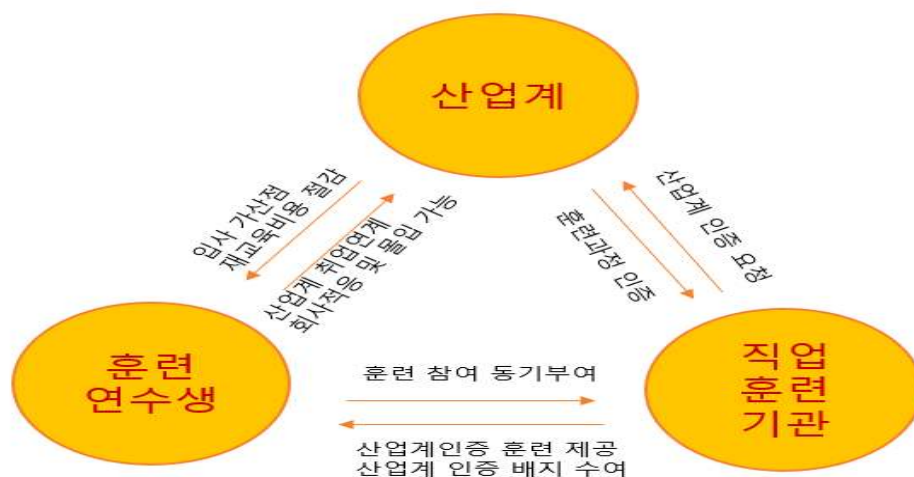 산업계
입사 가산점
재교육비용 절감
산업계 취업연계
회사적응 및 몰입 가능
훈련과정 인증
산업계 인증 요청
훈련
연수생
훈련 참여 동기부여
산업계인증 훈련 제공
산업계 인증 배지 수여
직업
훈련
기관